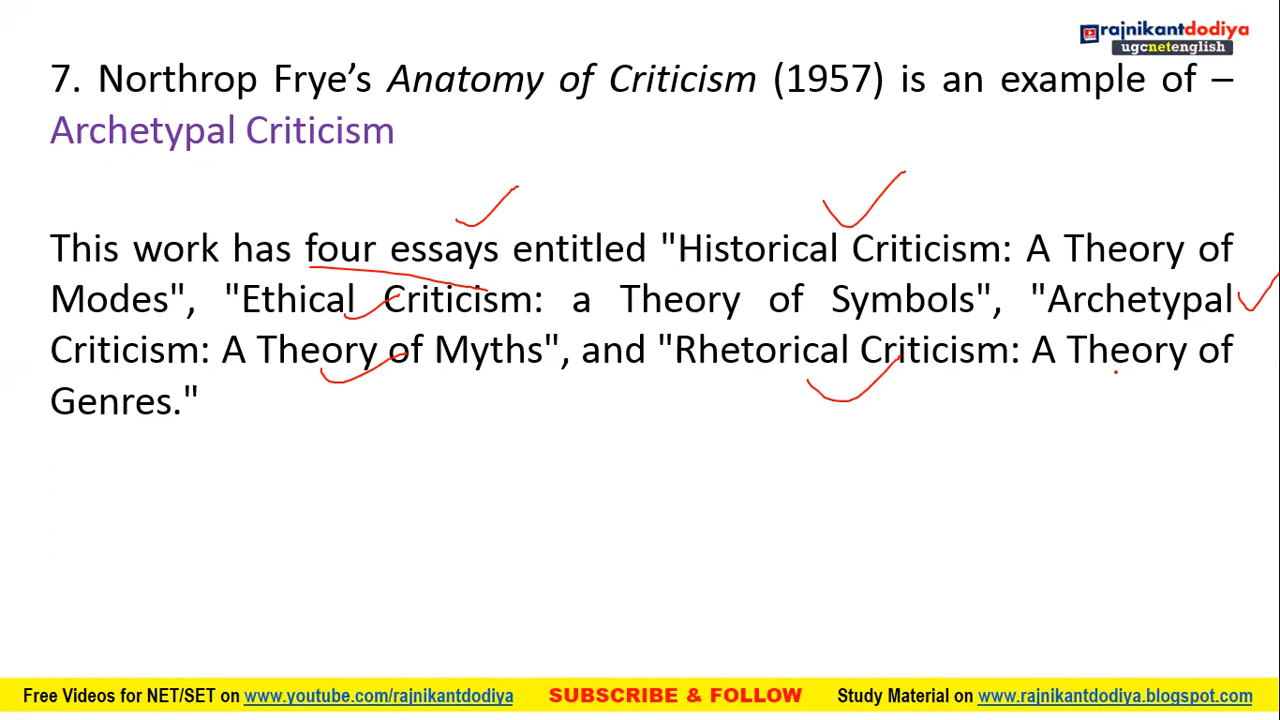 rajnikantdodiya
ugcnetenglish
7. Northrop Frye’s Anatomy of Criticism (1957) is an example of –
Archetypal Criticism
This work has four essays entitled "Historical Criticism: A Theory of
Modes", "Ethical Criticism: a Theory of Symbols", "Archetypal
Criticism: A Theory of Myths", and "Rhetorical Criticism: A Theory of
Genres."
Free Videos for NET/SET on www.youtube.com/rajnikantdodiya SUBSCRIBE & FOLLOW Study Material on www.rajnikantdodiya.blogspot.com